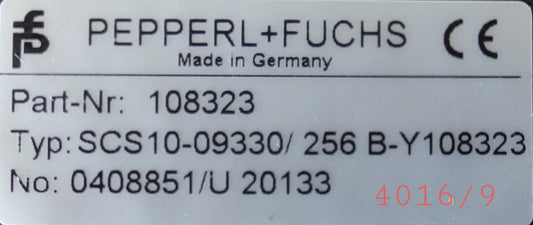 PEPPERL+FUCHS CE
Made in Germany
Part-Nr: 108323
Typ: SCS10-09330/ 256 B-Y108323
No: 0408851/U 20133
4016/9